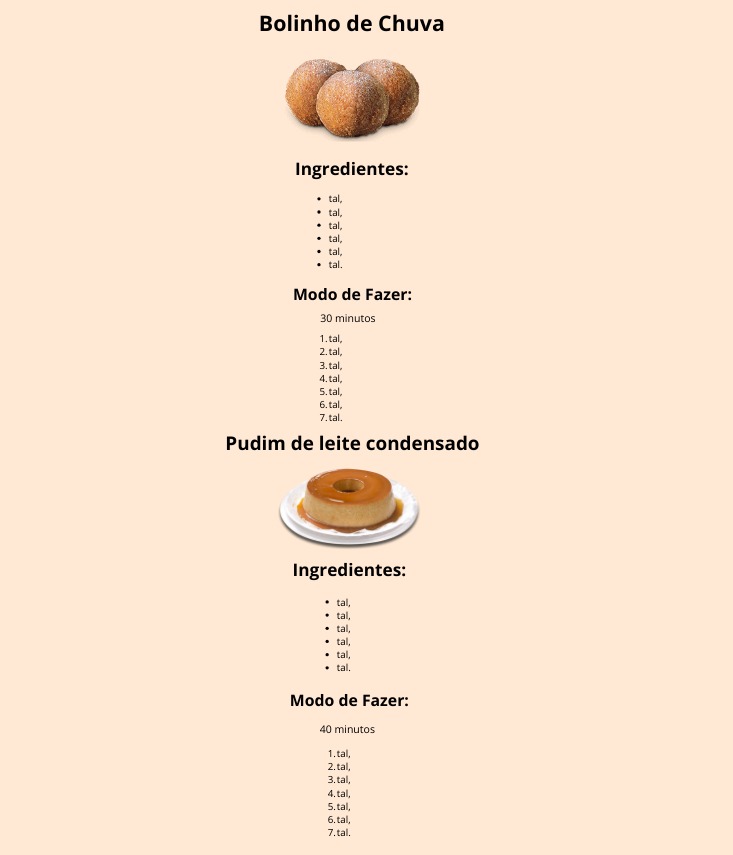 Bolinho de Chuva
Ingredientes:
• tal,
• tal,
• tal,
• tal,
• tal,
• tal.
Modo de Fazer:
30 minutos
1. tal,
2. tal,
3. tal,
4. tal,
5. tal,
6. tal,
7. tal.
Pudim de leite condensado
Ingredientes:
• tal,
• tal,
• tal,
• tal,
• tal,
• tal.
Modo de Fazer:
40 minutos
1. tal,
2. tal,
3. tal,
4. tal,
5. tal,
6. tal,
7. tal.